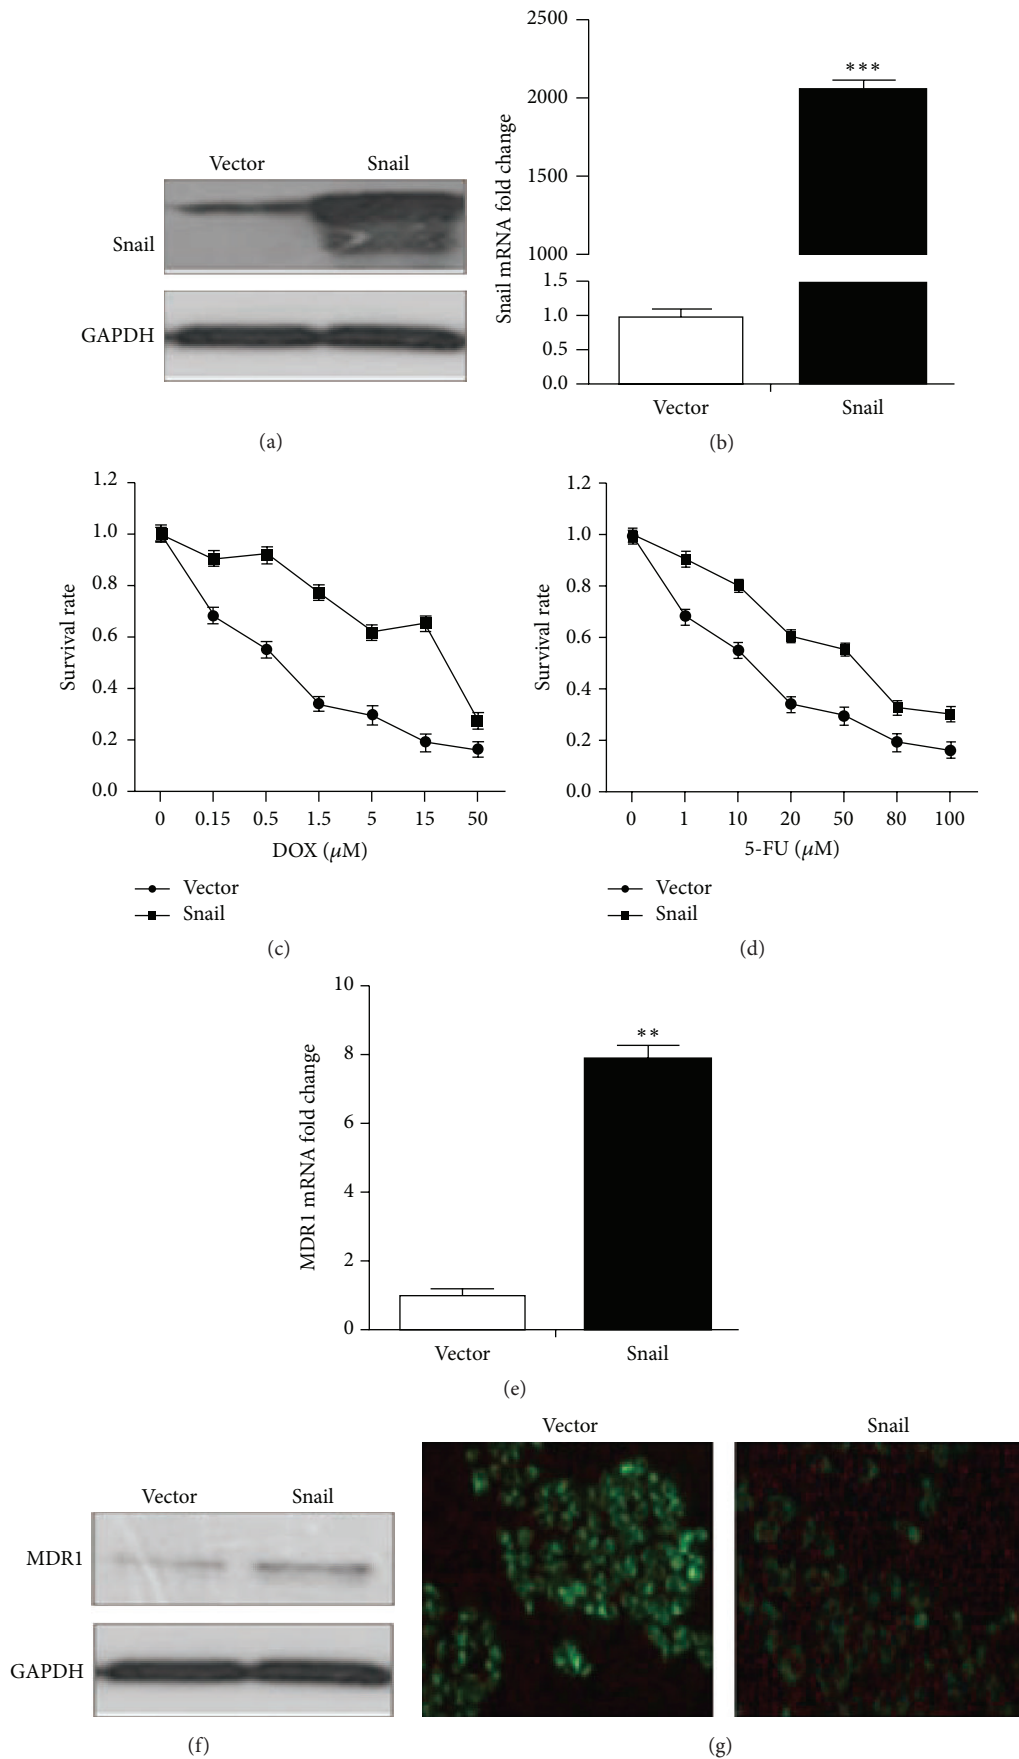 Vector Snail
Snail
GAPDH
(a)
Snail mRNA fold change
2500
2000
1500
1000
1.5
1.0
0.5
0.0
***
Vector Snail
(b)
Survival rate
1.2
1.0
0.8
0.6
0.4
0.2
0.0
0 0.15 0.5 1.5 5 15 50
DOX (μM)
Vector
Snail
(c)
Survival rate
1.2
1.0
0.8
0.6
0.4
0.2
0.0
0 1 10 20 50 80 100
5-FU (μM)
Vector
Snail
(d)
MDR1 mRNA fold change
10
8
6
4
2
0
**
Vector Snail
(e)
Vector Snail
MDR1
GAPDH
(f)
Vector Snail
(g)